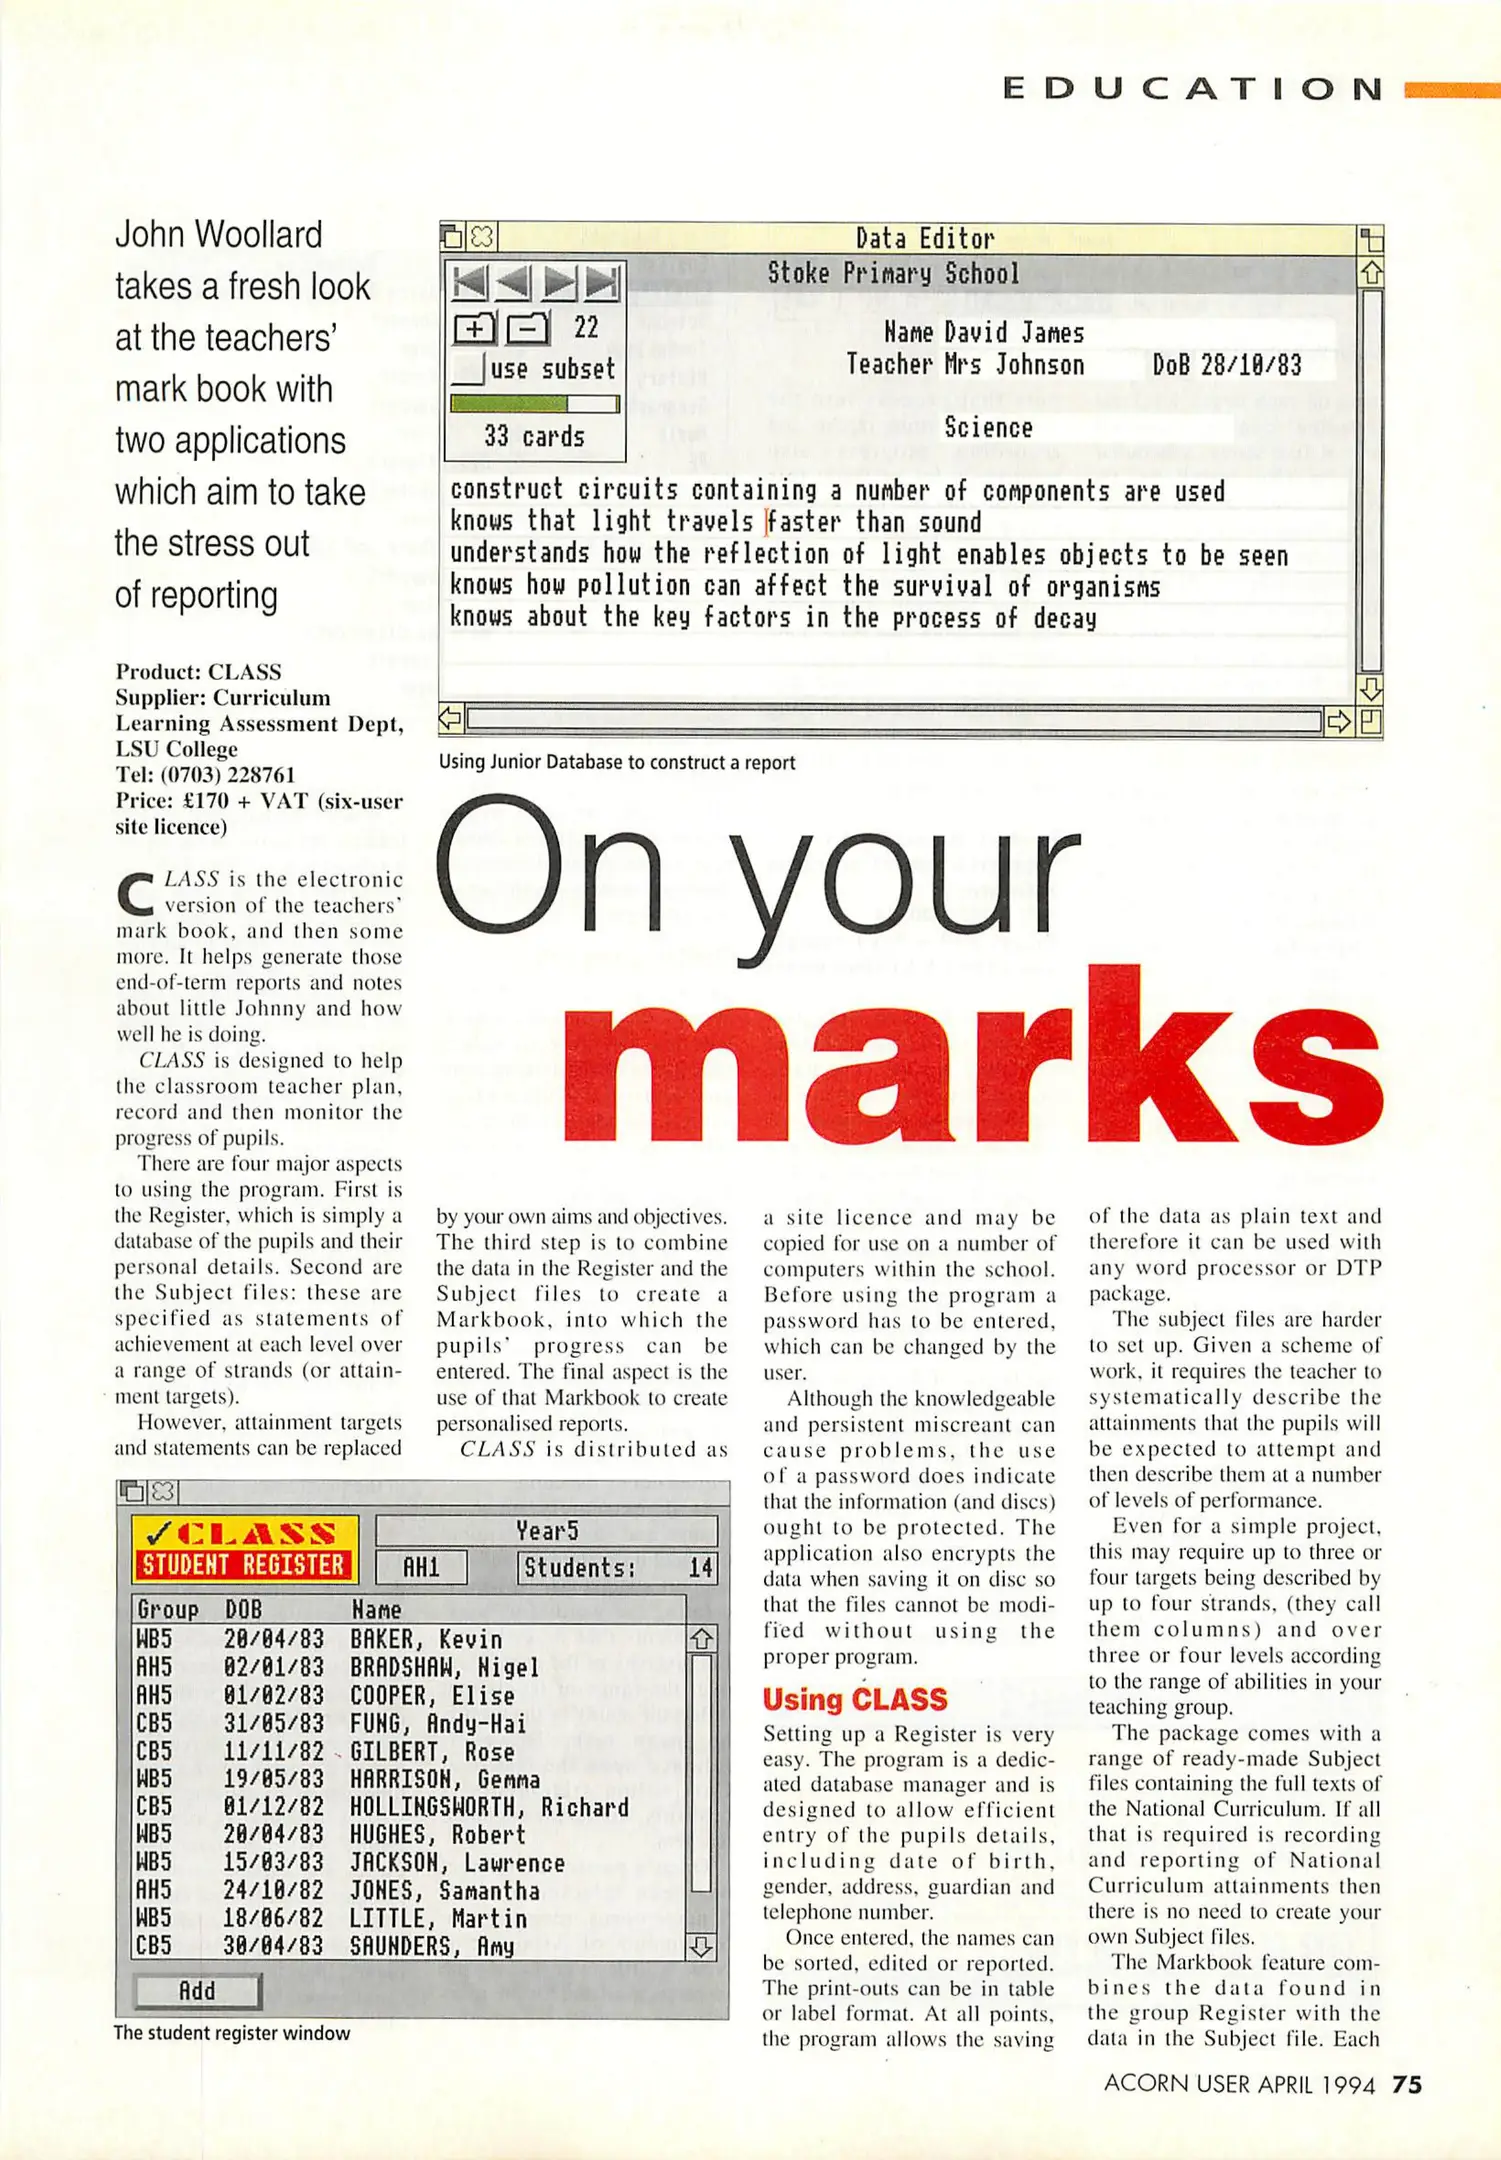 EDUCATION
John Woollard
takes a fresh look
at the teachers'
mark book with
two applications
which aim to take
the stress out
of reporting
Data Editor
Stoke Primary School
22
use subset
33 cards
Name David James
Teacher Mrs Johnson DoB 28/10/83
Science
construct circuits containing a number of components are used
knows that light travels faster than sound
understands how the reflection of light enables objects to be seen
knows how pollution can affect the survival of organisms
knows about the key factors in the process of decay
Using Junior Database to construct a report
On your
marks
Product: CLASS
Supplier: Curriculum
Learning Assessment Dept,
LSU College
Tel: (0703) 228761
Price: £170 + VAT (six-user
site licence)
CLASS is the electronic
version of the teachers'
mark book, and then some
more. It helps generate those
end-of-term reports and notes
about little Johnny and how
well he is doing.
CLASS is designed to help
the classroom teacher plan,
record and then monitor the
progress of pupils.
There are four major aspects
to using the program. First is
the Register, which is simply a
database of the pupils and their
personal details. Second are
the Subject files: these are
specified as statements of
achievement at each level over
a range of strands (or attain-
ment targets).
However, attainment targets
and statements can be replaced
by your own aims and objectives.
The third step is to combine
the data in the Register and the
Subject files to create a
Markbook, into which the
pupils' progress can be
entered. The final aspect is the
use of that Markbook to create
personalised reports.
CLASS is distributed as
a site licence and may be
copied for use on a number of
computers within the school.
Before using the program a
password has to be entered,
which can be changed by the
user.
Although the knowledgeable
and persistent miscreant can
cause problems, the use
of a password does indicate
that the information (and discs)
ought to be protected. The
application also encrypts the
data when saving it on disc so
that the files cannot be modi-
fied without using the
proper program.
Using CLASS
Setting up a Register is very
easy. The program is a dedic-
ated database manager and is
designed to allow efficient
entry of the pupils details,
including date of birth,
gender, address, guardian and
telephone number.
Once entered, the names can
be sorted, edited or reported.
The print-outs can be in table
or label format. At all points,
the program allows the saving
of the data as plain text and
therefore it can be used with
any word processor or DTP
package.
The subject files are harder
to set up. Given a scheme of
work, it requires the teacher to
systematically describe the
attainments that the pupils will
be expected to attempt and
then describe them at a number
of levels of performance.
Even for a simple project,
this may require up to three or
four targets being described by
up to four strands, (they call
them columns) and over
three or four levels according
to the range of abilities in your
teaching group.
The package comes with a
range of ready-made Subject
files containing the full texts of
the National Curriculum. If all
that is required is recording
and reporting of National
Curriculum attainments then
there is no need to create your
own Subject files.
The Markbook feature com-
bines the data found in
the group Register with the
data in the Subject file. Each
✓CLASS
STUDENT REGISTER
Year5
AH1 Students: 14
Group DOB Name
WB5 20/04/83 BAKER, Kevin
AH5 02/01/83 BRADSHAW, Nigel
AH5 01/02/83 COOPER, Elise
CB5 31/05/83 FUNG, Andy-Hai
CB5 11/11/82 GILBERT, Rose
WB5 19/05/83 HARRISON, Gemma
CB5 01/12/82 HOLLINGSWORTH, Richard
WB5 20/04/83 HUGHES, Robert
WB5 15/03/83 JACKSON, Lawrence
AH5 24/10/82 JONES, Samantha
WB5 18/06/82 LITTLE, Martin
CB5 30/04/83 SAUNDERS, Amy
Add
The student register window
ACORN USER APRIL 1994 75